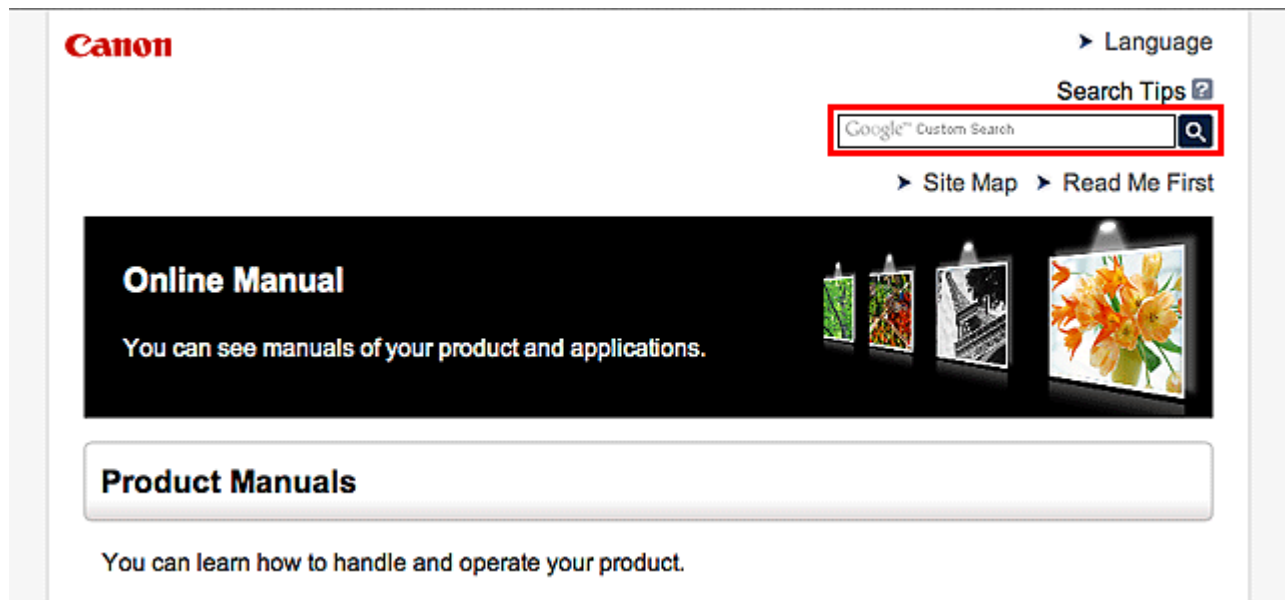 Canon
Language
Search Tips ?
Google™ Custom Search
Site Map Read Me First
Online Manual
You can see manuals of your product and applications.
Product Manuals
You can learn how to handle and operate your product.